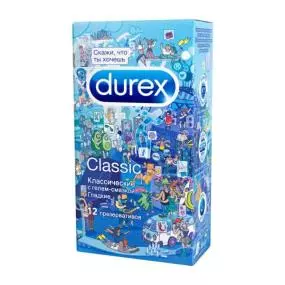 Скажи, что
ты хочешь
durex
Classic
Классические
с гелем-смазкой
Гладкие
12 презервативов